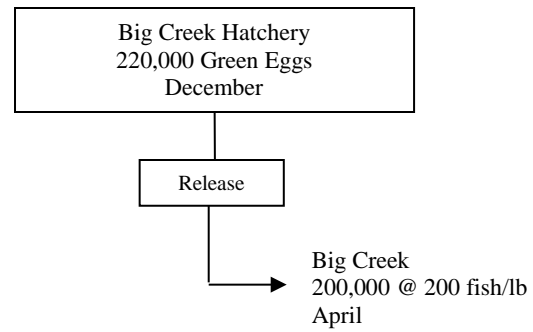 Big Creek Hatchery
220,000 Green Eggs
December
Release
Big Creek
200,000 @ 200 fish/lb
April